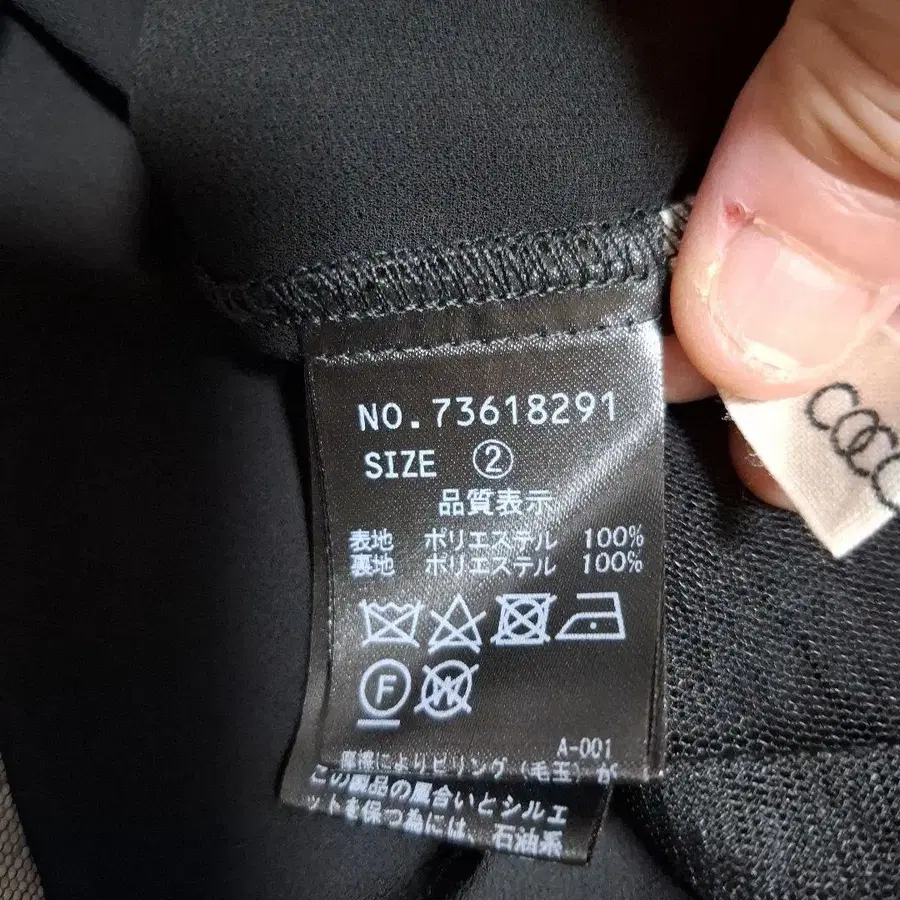 NO.73618291
SIZE ②
品質表示
表地 ポリエステル 100%
裏地 ポリエステル 100%
F
W
A-001
摩擦によりピリング(毛玉)が
この製品の風合いとシルエ
ットを保つ為には、石油系